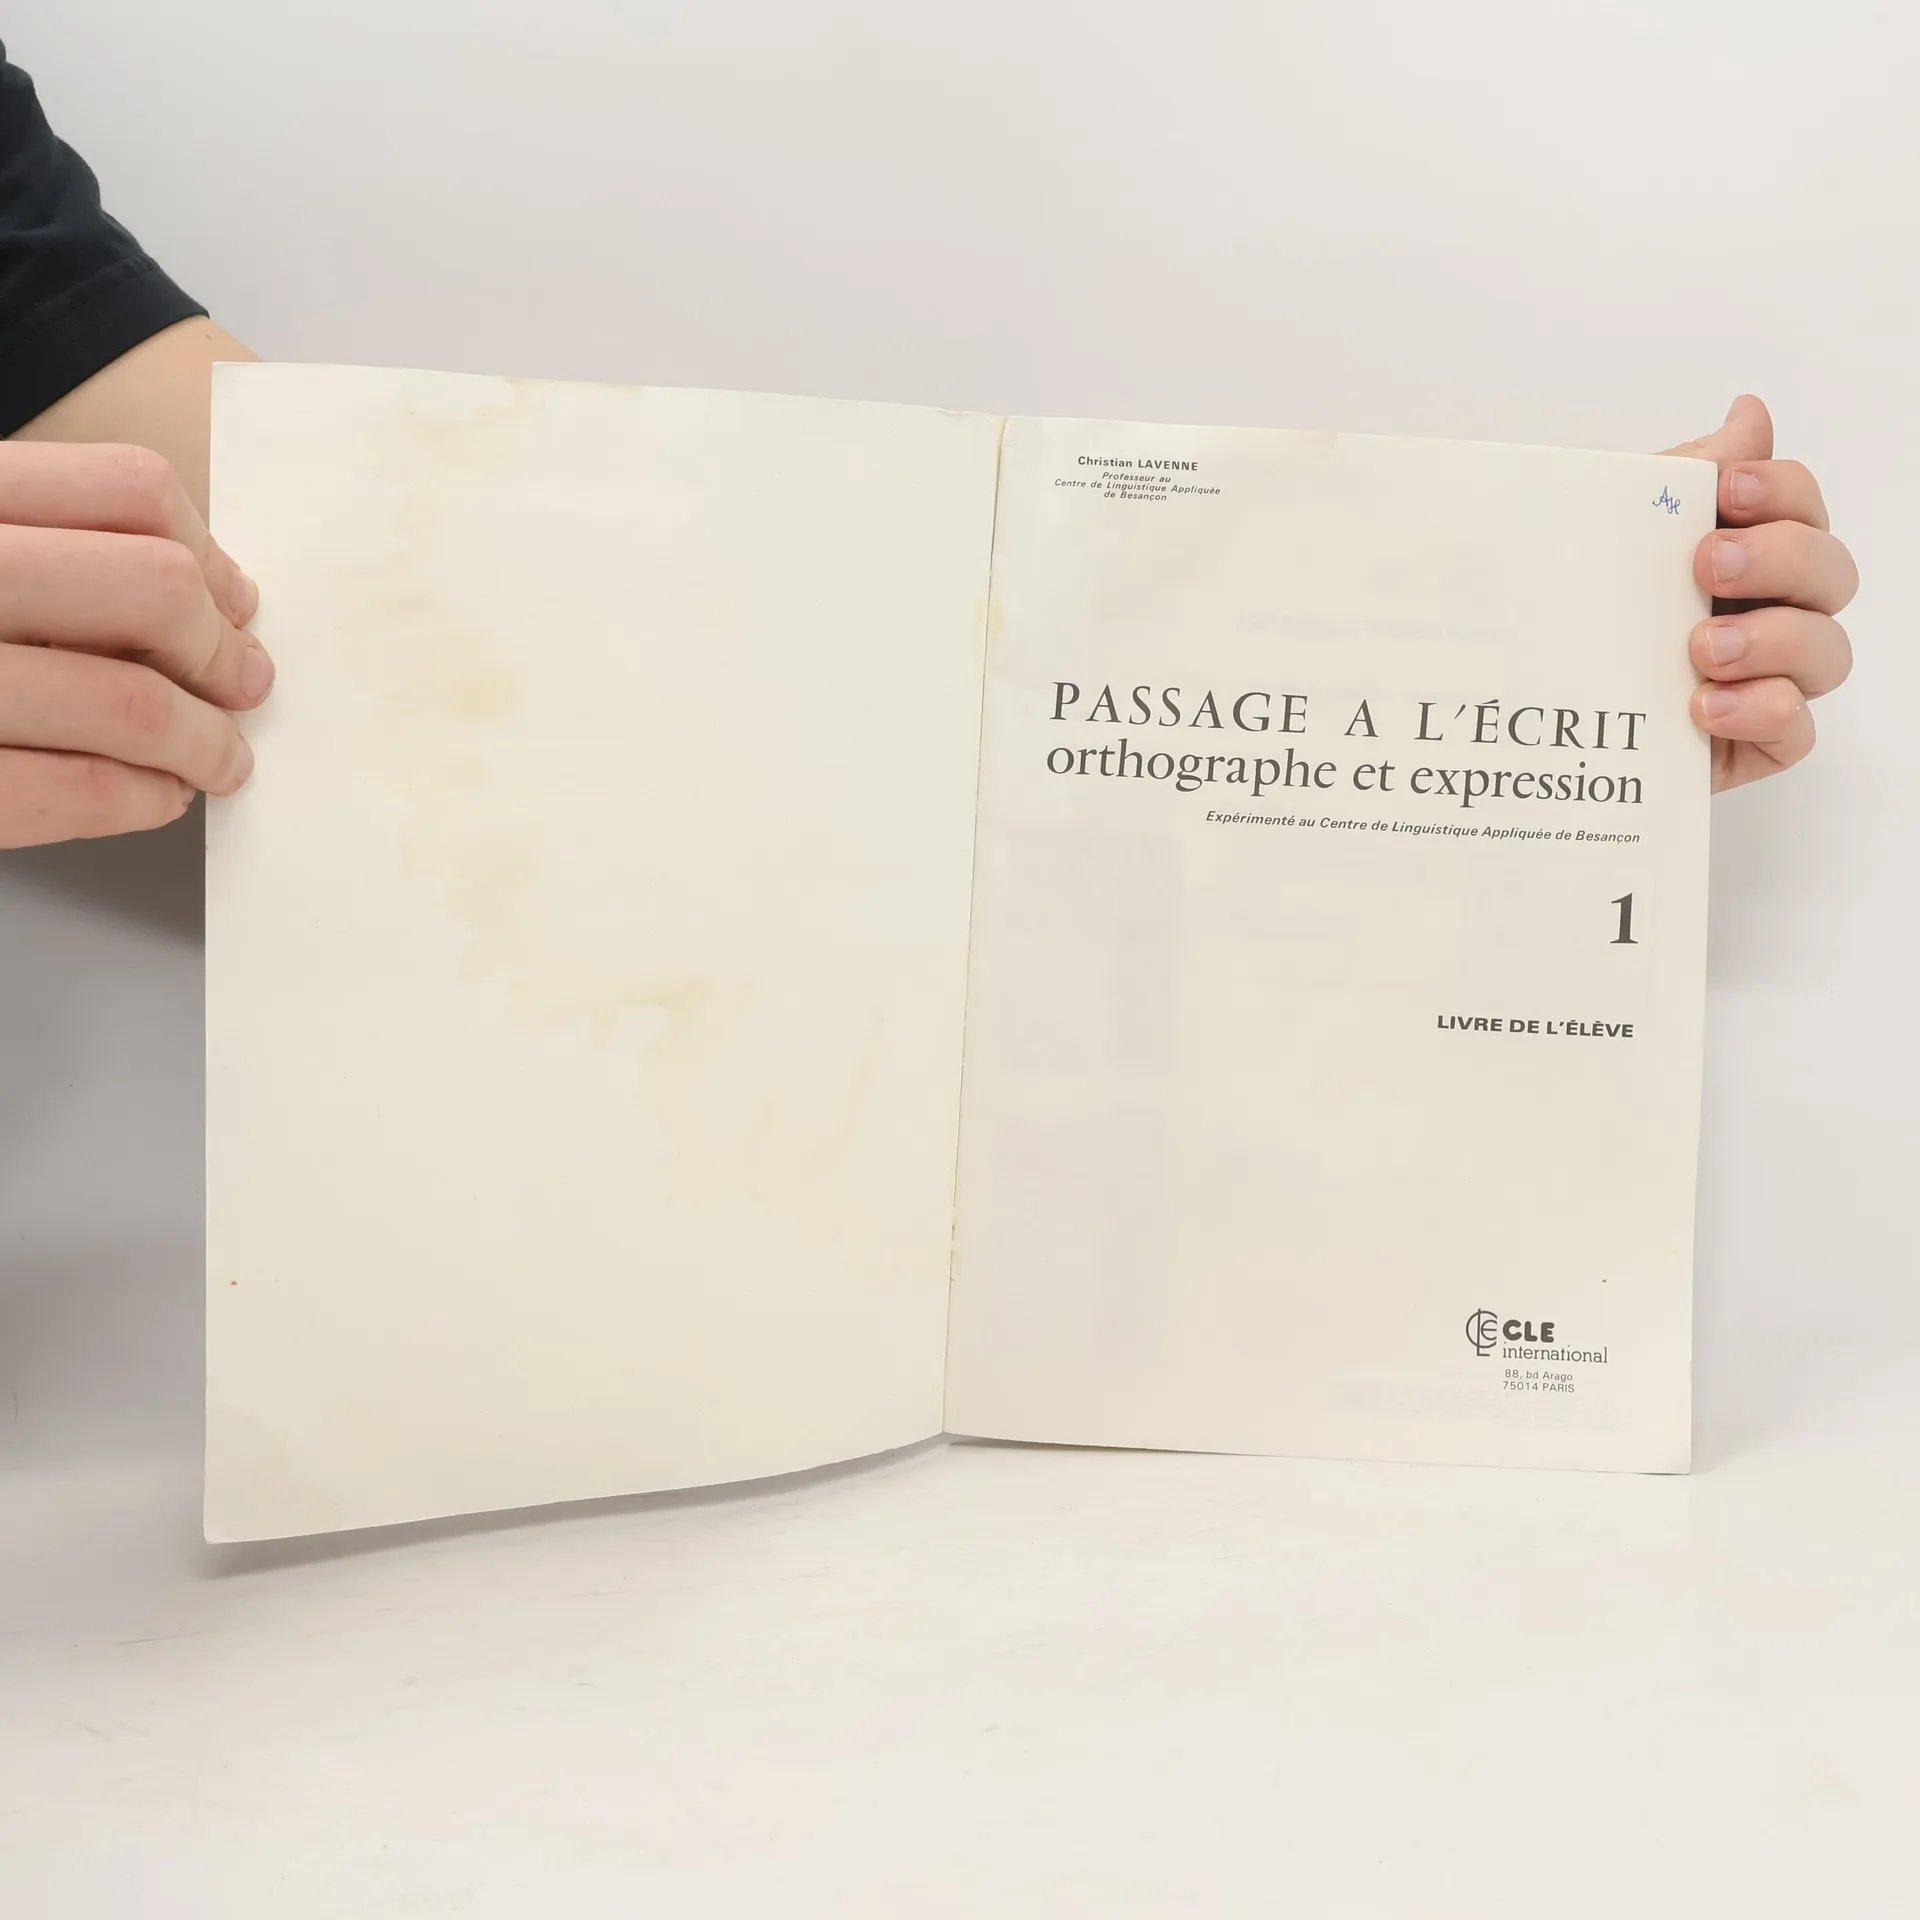 Christian LAVENNE
Professeur au
Centre de Linguistique Appliquée
de Besançon
AH
PASSAGE A L'ÉCRIT
orthographe et expression
Expérimenté au Centre de Linguistique Appliquée de Besançon
1
LIVRE DE L'ÉLÈVE
CLE
international
88, bd Arago
75014 PARIS